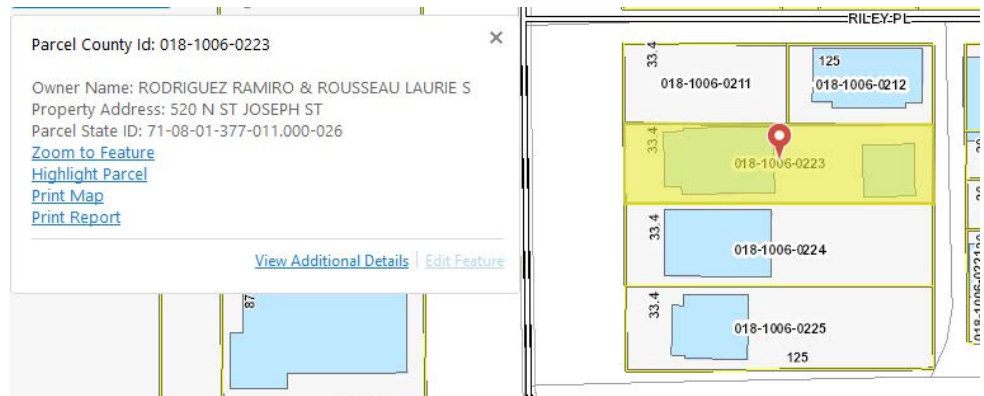 Parcel County Id: 018-1006-0223
×
Owner Name: RODRIGUEZ RAMIRO & ROUSSEAU LAURIE S
Property Address: 520 N ST JOSEPH ST
Parcel State ID: 71-08-01-377-011.000-026
Zoom to Feature
Highlight Parcel
Print Map
Print Report
View Additional Details | Edit Feature
87
RILEY PL
33.4
018-1006-0211
125
018-1006-0212
33.4
018-1006-0223
33.4
018-1006-0224
33.4
018-1006-0225
125